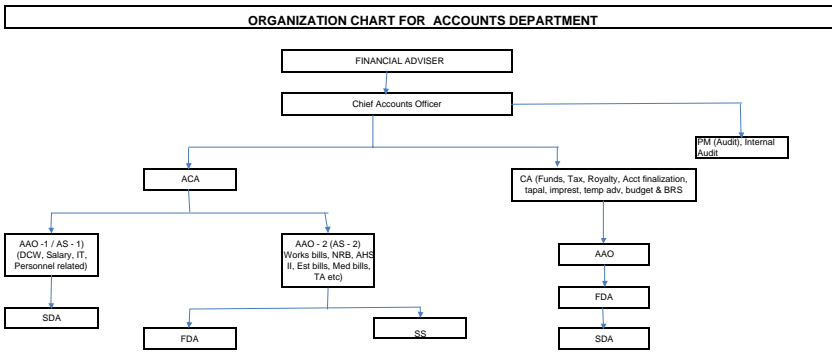 ORGANIZATION CHART FOR ACCOUNTS DEPARTMENT
FINANCIAL ADVISER
Chief Accounts Officer
PM (Audit), Internal
Audit
ACA
CA (Funds, Tax, Royalty, Acct finalization,
tapal, imprest, temp adv, budget & BRS
AAO -1 / AS - 1)
(DCW, Salary, IT,
Personnel related)
AAO - 2 (AS - 2)
Works bills, NRB, AHS
II, Est bills, Med bills,
TA etc)
AAO
FDA
SDA
FDA
SS
SDA